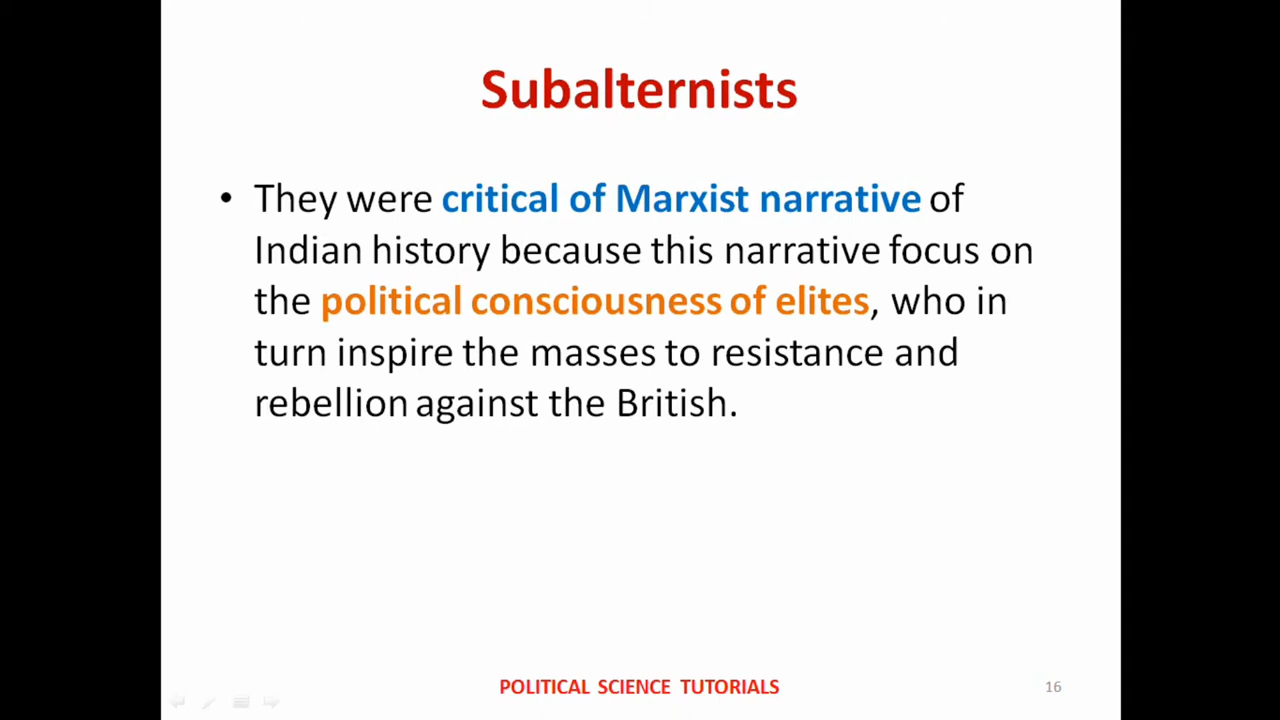 Subalternists
• They were critical of Marxist narrative of
Indian history because this narrative focus on
the political consciousness of elites, who in
turn inspire the masses to resistance and
rebellion against the British.
POLITICAL SCIENCE TUTORIALS
16